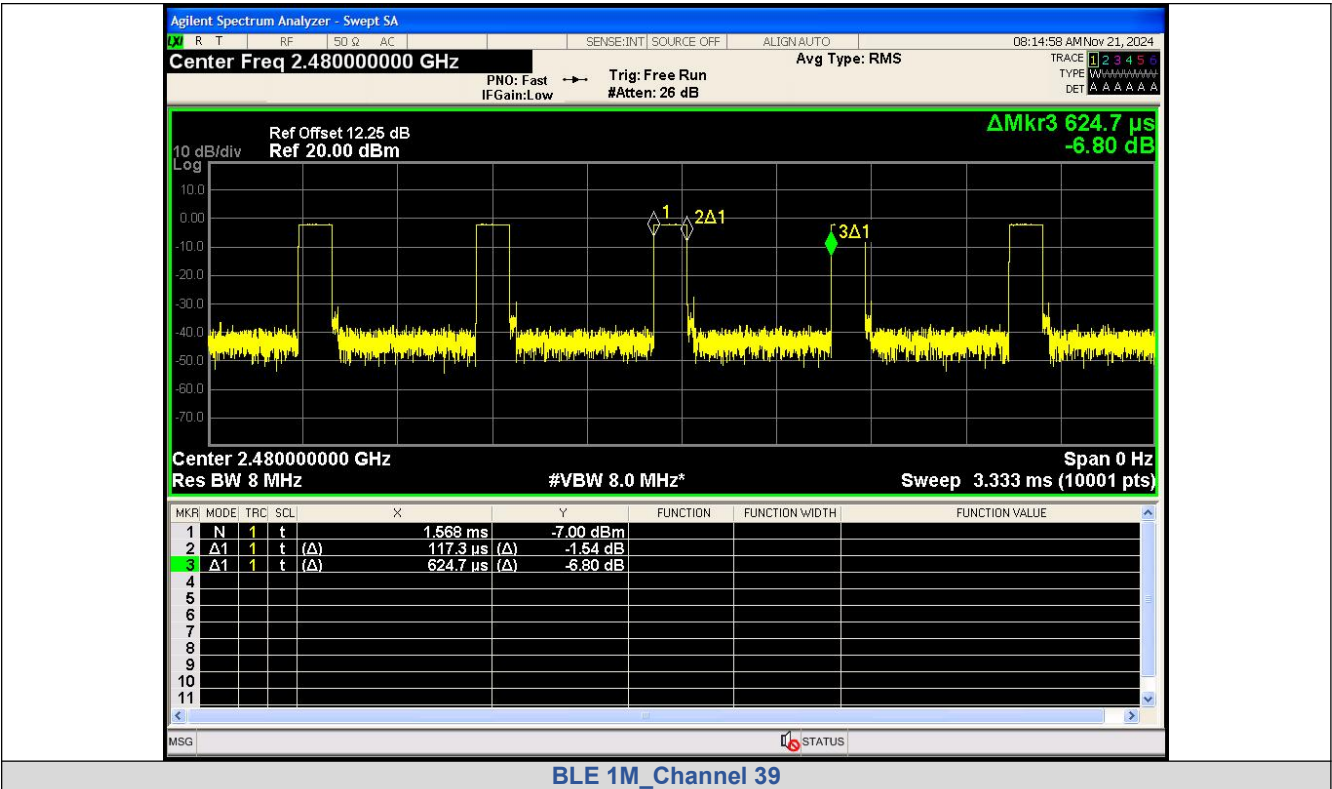 Agilent Spectrum Analyzer - Swept SA
LXI R T RF 50 Ω AC SENSE:INT SOURCE OFF ALIGN AUTO 08:14:58 AM Nov 21, 2024
Center Freq 2.480000000 GHz Avg Type: RMS TRACE 1 2 3 4 5 6
PNO: Fast Trig: Free Run TYPE W
IFGain:Low #Atten: 26 dB DET A A A A A A
ΔMkr3 624.7 µs
Ref Offset 12.25 dB
10 dB/div Ref 20.00 dBm -6.80 dB
Log
10.0
0.00
1 2Δ1
3Δ1
-10.0
-20.0
-30.0
-40.0
-50.0
-60.0
-70.0
Center 2.480000000 GHz Span 0 Hz
Res BW 8 MHz #VBW 8.0 MHz* Sweep 3.333 ms (10001 pts)
MKR MODE TRC SCL X Y FUNCTION FUNCTION WIDTH FUNCTION VALUE
1 N 1 t 1.568 ms -7.00 dBm
2 Δ1 1 t (Δ) 117.3 µs (Δ) -1.54 dB
3 Δ1 1 t (Δ) 624.7 µs (Δ) -6.80 dB
4
5
6
7
8
9
10
11
MSG STATUS
BLE 1M_Channel 39